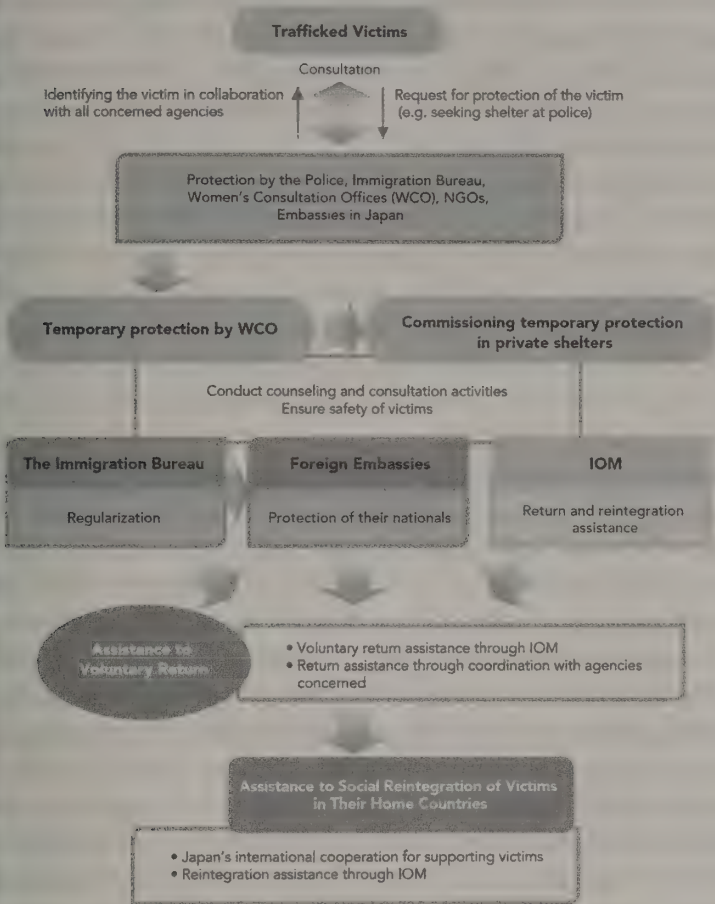 Trafficked Victims
Consultation
Identifying the victim in collaboration
with all concerned agencies
Request for protection of the victim
(e.g. seeking shelter at police)
Protection by the Police, Immigration Bureau,
Women's Consultation Offices (WCO), NGOs,
Embassies in Japan
Temporary protection by WCO
Commissioning temporary protection
in private shelters
Conduct counseling and consultation activities
Ensure safety of victims
The Immigration Bureau
Regularization
Foreign Embassies
Protection of their nationals
IOM
Return and reintegration
assistance
Assistance to
Voluntary Return
• Voluntary return assistance through IOM
• Return assistance through coordination with agencies
concerned
Assistance to Social Reintegration of Victims
in Their Home Countries
• Japan's international cooperation for supporting victims
• Reintegration assistance through IOM